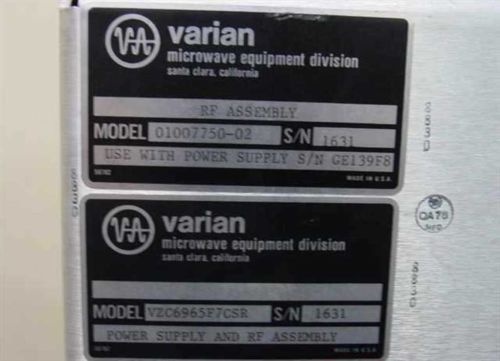 varian
microwave equipment division
santa clara, california
RF ASSEMBLY
MODEL 01007750-02 S/N 1631
USE WITH POWER SUPPLY S/N GE139F8
MADE IN U.S.A.
8830
varian
microwave equipment division
santa clara, california
MODEL VZC6965F7CSR S/N 1631
POWER SUPPLY AND RF ASSEMBLY
MADE IN U.S.A.
QA78